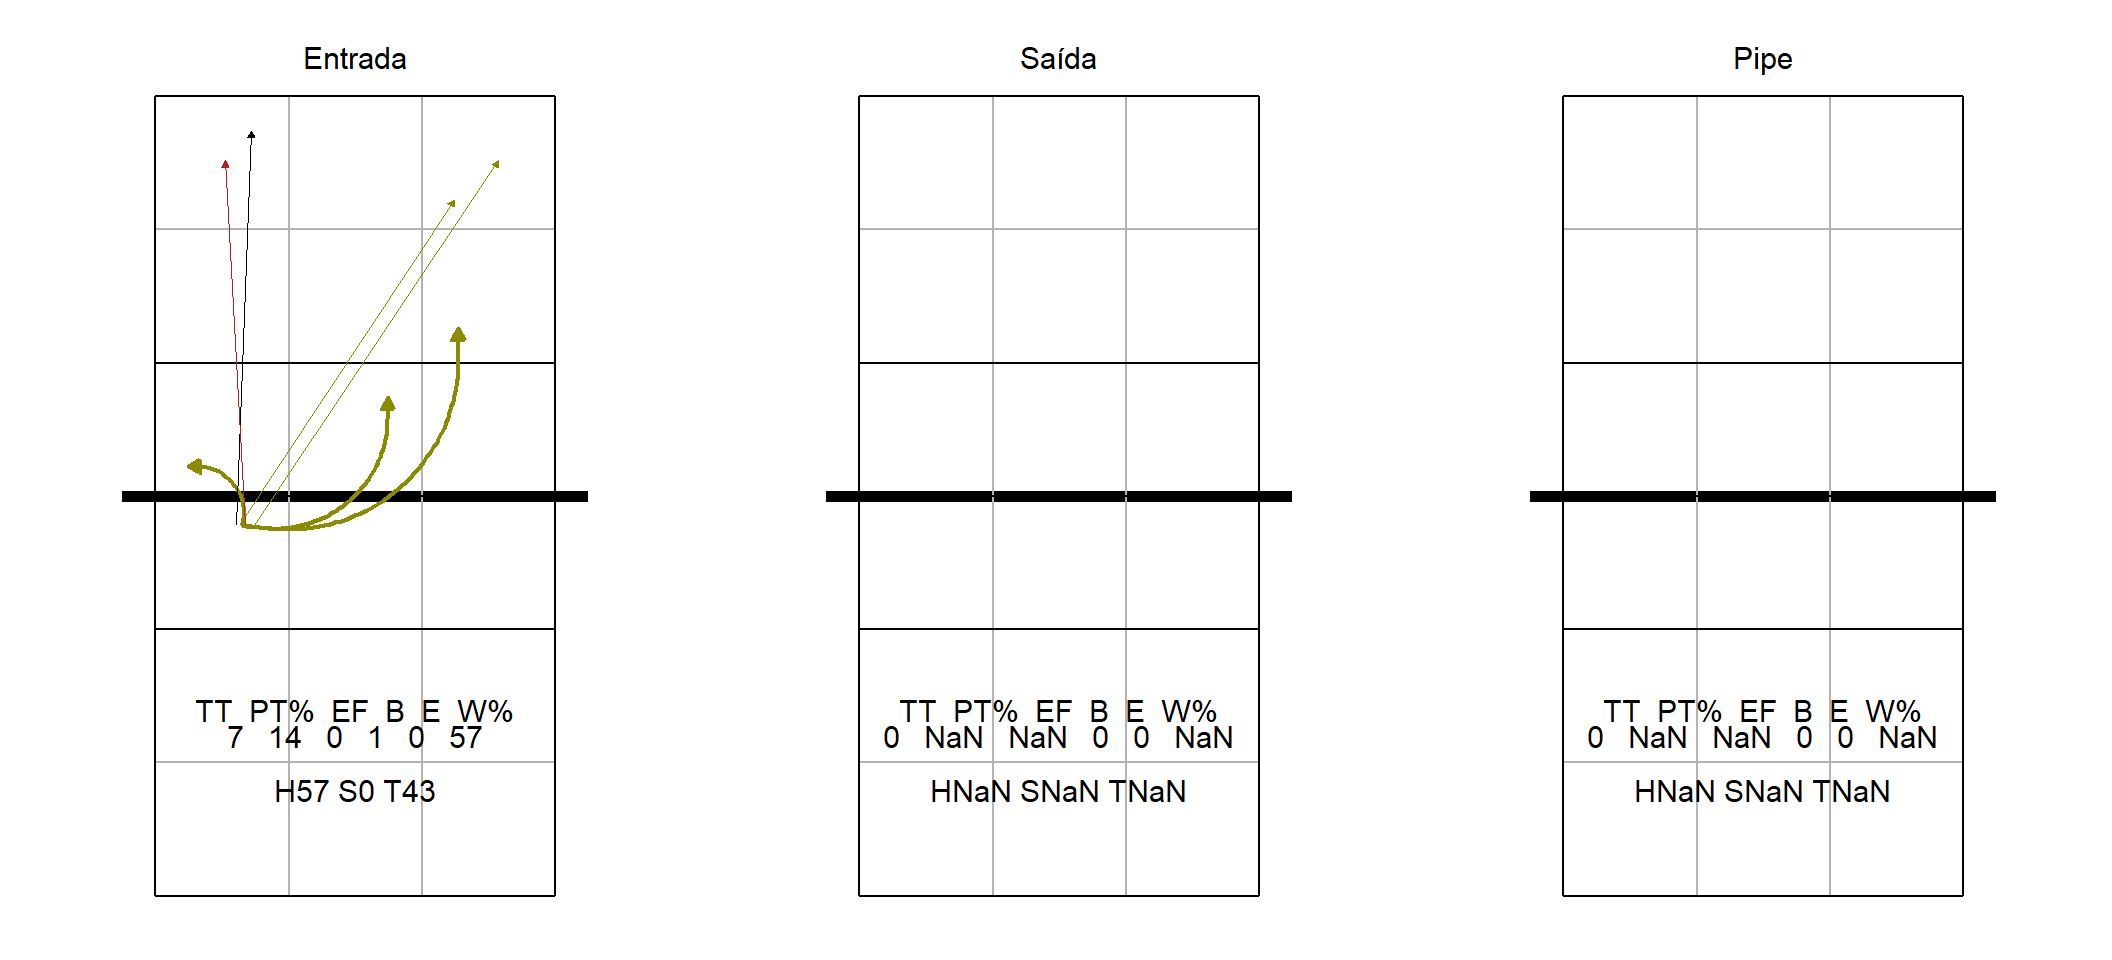 Entrada
TT PT% EF B E W%
7 14 0 1 0 57
H57 S0 T43
Saída
TT PT% EF B E W%
0 NaN NaN 0 0 NaN
HNaN SNaN TNaN
Pipe
TT PT% EF B E W%
0 NaN NaN 0 0 NaN
HNaN SNaN TNaN